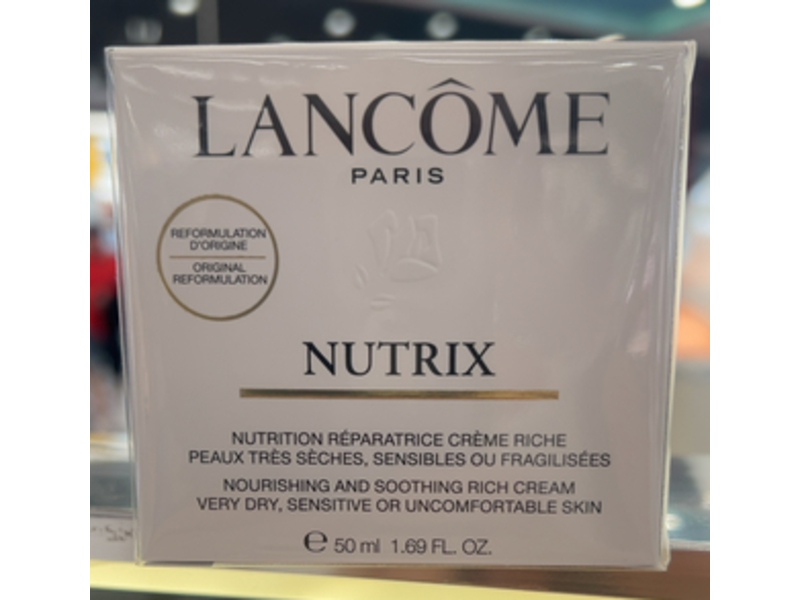 LANCÔME
PARIS
REFORMULATION
D'ORIGINE
ORIGINAL
REFORMULATION
NUTRIX
NUTRITION RÉPARATRICE CRÈME RICHE
PEAUX TRÈS SÈCHES, SENSIBLES OU FRAGILISÉES
NOURISHING AND SOOTHING RICH CREAM
VERY DRY, SENSITIVE OR UNCOMFORTABLE SKIN
℮ 50 ml 1.69 FL. OZ.